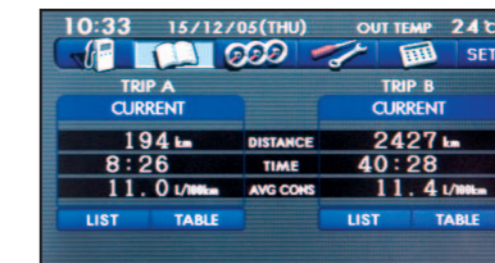 10:33 15/12/05(THU) OUT TEMP 24℃
SET
TRIP A TRIP B
CURRENT CURRENT
194 km DISTANCE 2427 km
8:26 TIME 40:28
11.0 L/100km AVG CONS 11.4 L/100km
LIST TABLE LIST TABLE